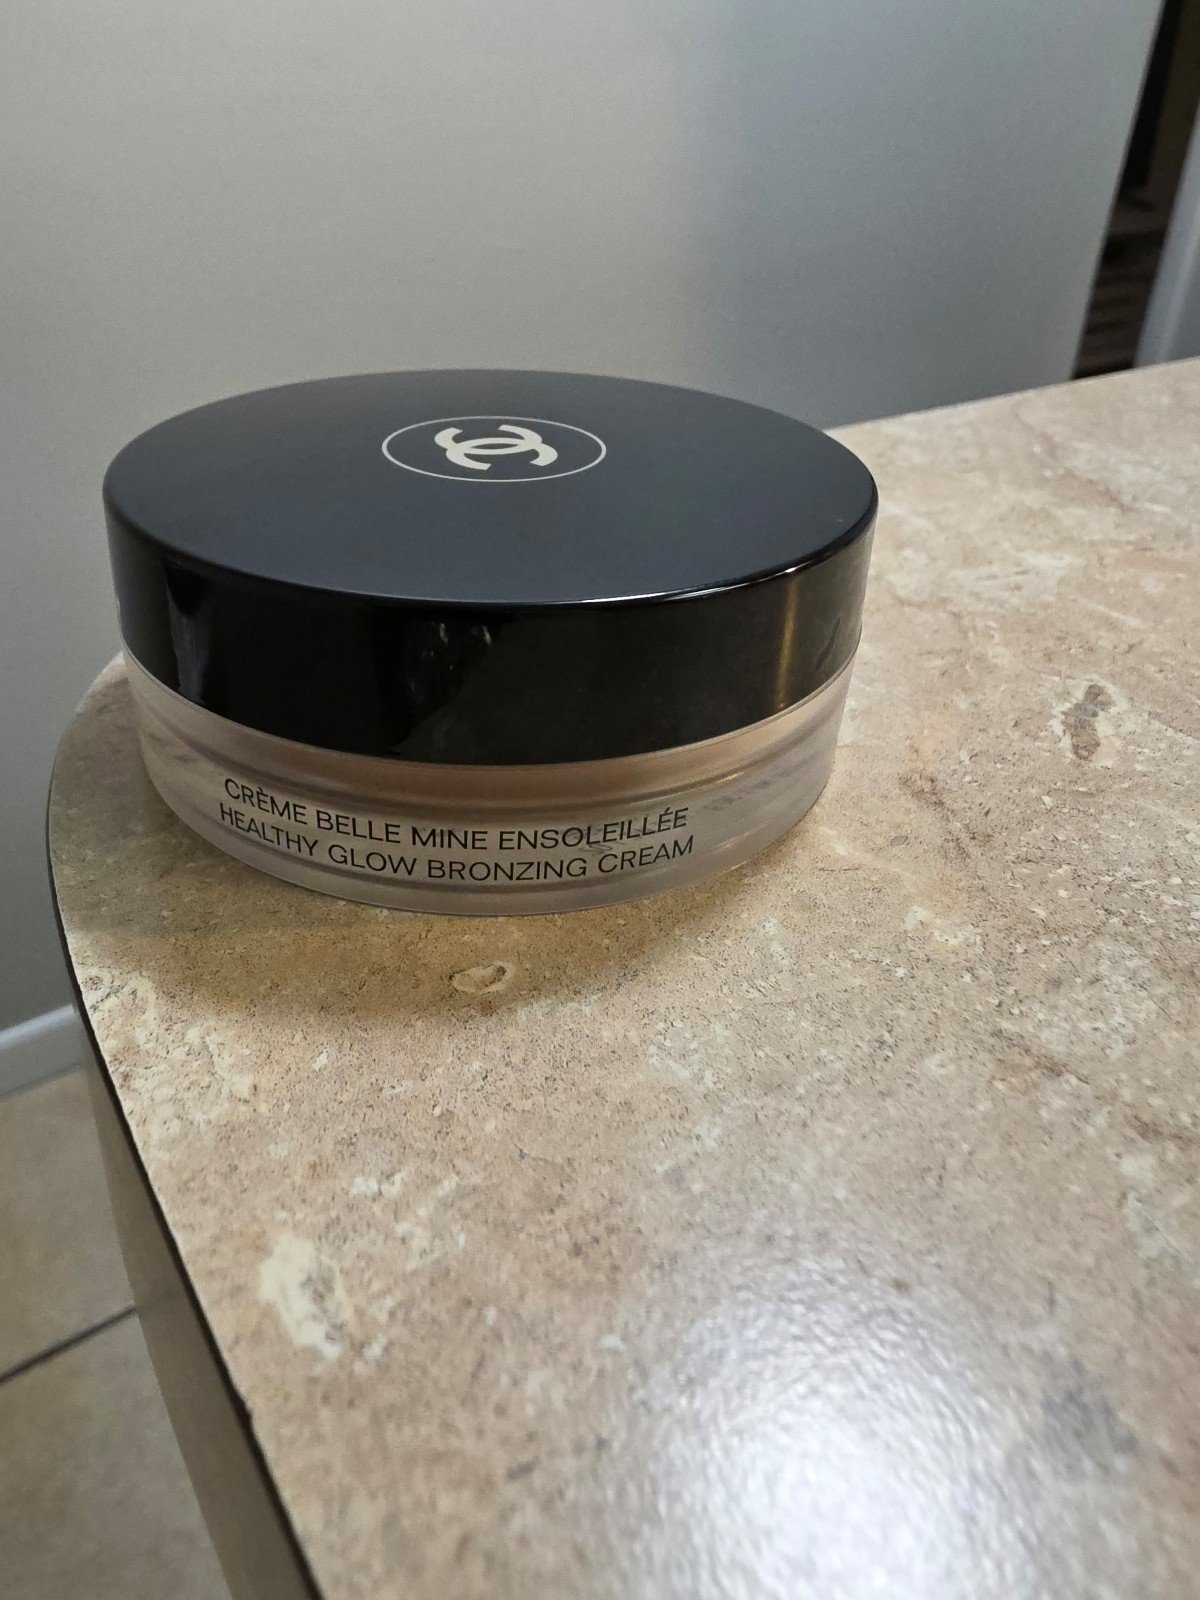 CRÈME BELLE MINE ENSOLEILLÉE
HEALTHY GLOW BRONZING CREAM